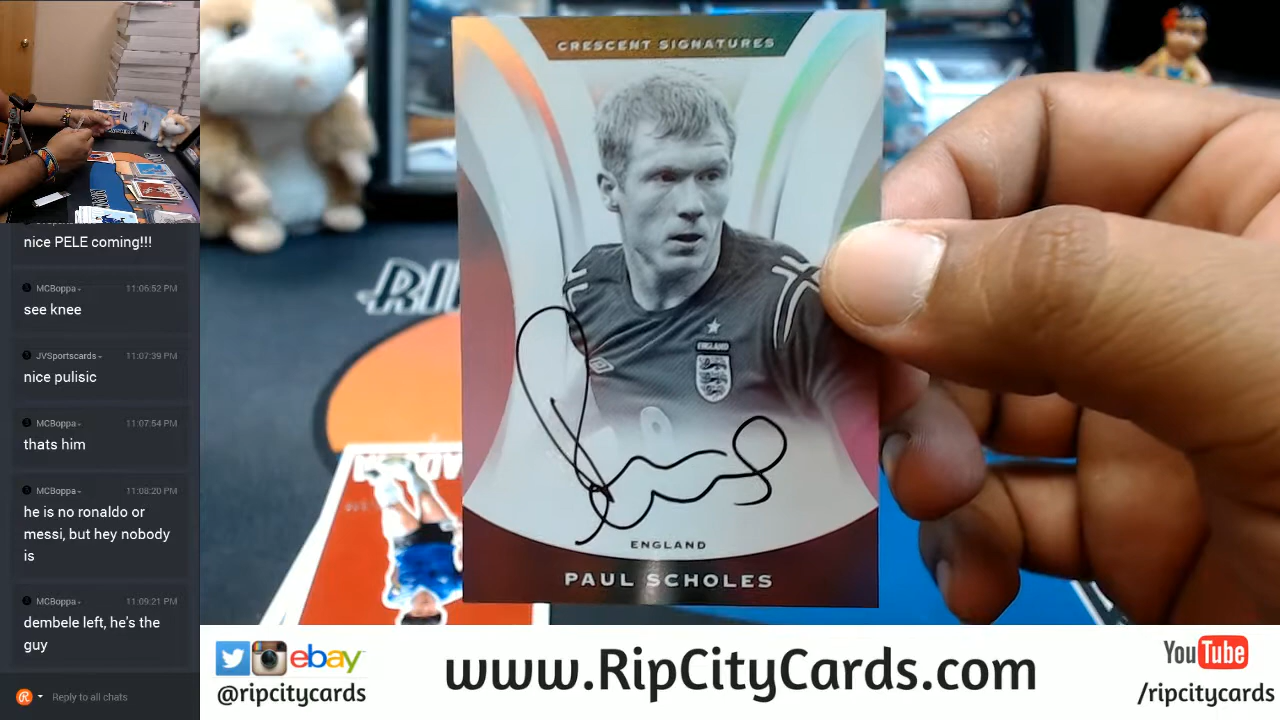 nice PELE coming!!!
MCBoppa
11:06:52 PM
see knee
JVSportscards
11:07:39 PM
nice pulisic
MCBoppa
11:07:54 PM
thats him
MCBoppa
11:08:20 PM
he is no ronaldo or
messi, but hey nobody
is
MCBoppa
11:09:21 PM
dembele left, he's the
guy
Reply to all chats
CRESCENT SIGNATURES
ENGLAND
ENGLAND
PAUL SCHOLES
RI
ebay
@ripcitycards
www.RipCityCards.com
YouTube
/ripcitycards